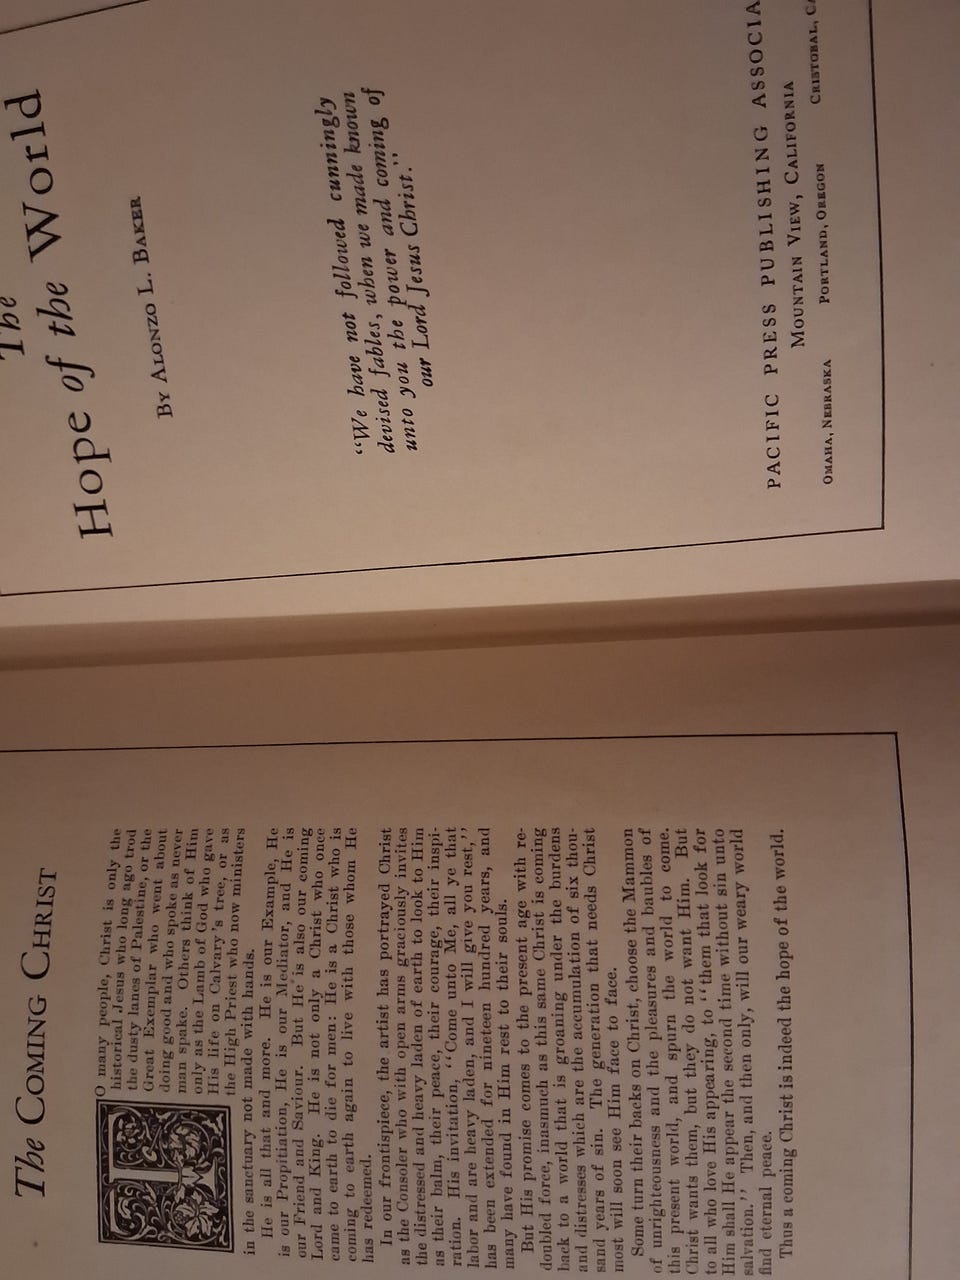 The COMING CHRIST
TO many people, Christ is only the
historical Jesus who long ago trod
the dusty lanes of Palestine, or the
Great Exemplar who went about
doing good and who spoke as never
man spake. Others think of Him
only as the Lamb of God who gave
His life on Calvary's tree, or as
the High Priest who now ministers
in the sanctuary not made with hands.
He is all that and more. He is our Example, He
is our Propitiation, He is our Mediator, and He is
our Friend and Saviour. But He is also our coming
Lord and King. He is not only a Christ who once
came to earth to die for men: He is a Christ who is
coming to earth again to live with those whom He
has redeemed.
In our frontispiece, the artist has portrayed Christ
as the Consoler who with open arms graciously invites
the distressed and heavy laden of earth to look to Him
as their balm, their peace, their courage, their inspi-
ration. His invitation, "Come unto Me, all ye that
labor and are heavy laden, and I will give you rest,"
has been extended for nineteen hundred years, and
many have found in Him rest to their souls.
But His promise comes to the present age with re-
doubled force, inasmuch as this same Christ is coming
back to a world that is groaning under the burdens
and distresses which are the accumulation of six thou-
sand years of sin. The generation that needs Christ
most will soon see Him face to face.
Some turn their backs on Christ, choose the Mammon
of unrighteousness and the pleasures and baubles of
this present world, and spurn the world to come.
Christ wants them, but they do not want Him. But
to all who love His appearing, to "them that look for
Him shall He appear the second time without sin unto
salvation." Then, and then only, will our weary world
find eternal peace.
Thus a coming Christ is indeed the hope of the world.
The
Hope of the World
BY ALONZO L. BAKER
"We have not followed cunningly
devised fables, when we made known
unto you the power and coming of
our Lord Jesus Christ."
PACIFIC PRESS PUBLISHING ASSOCIA
MOUNTAIN VIEW, CALIFORNIA
OMAHA, NEBRASKA PORTLAND, OREGON CRISTOBAL, CA